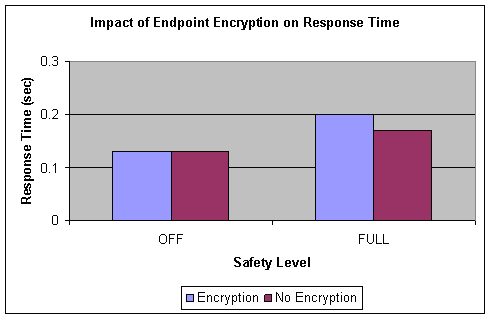 Impact of Endpoint Encryption on Response Time
Response Time (sec)
0.3
0.2
0.1
0
OFF FULL
Safety Level
Encryption No Encryption